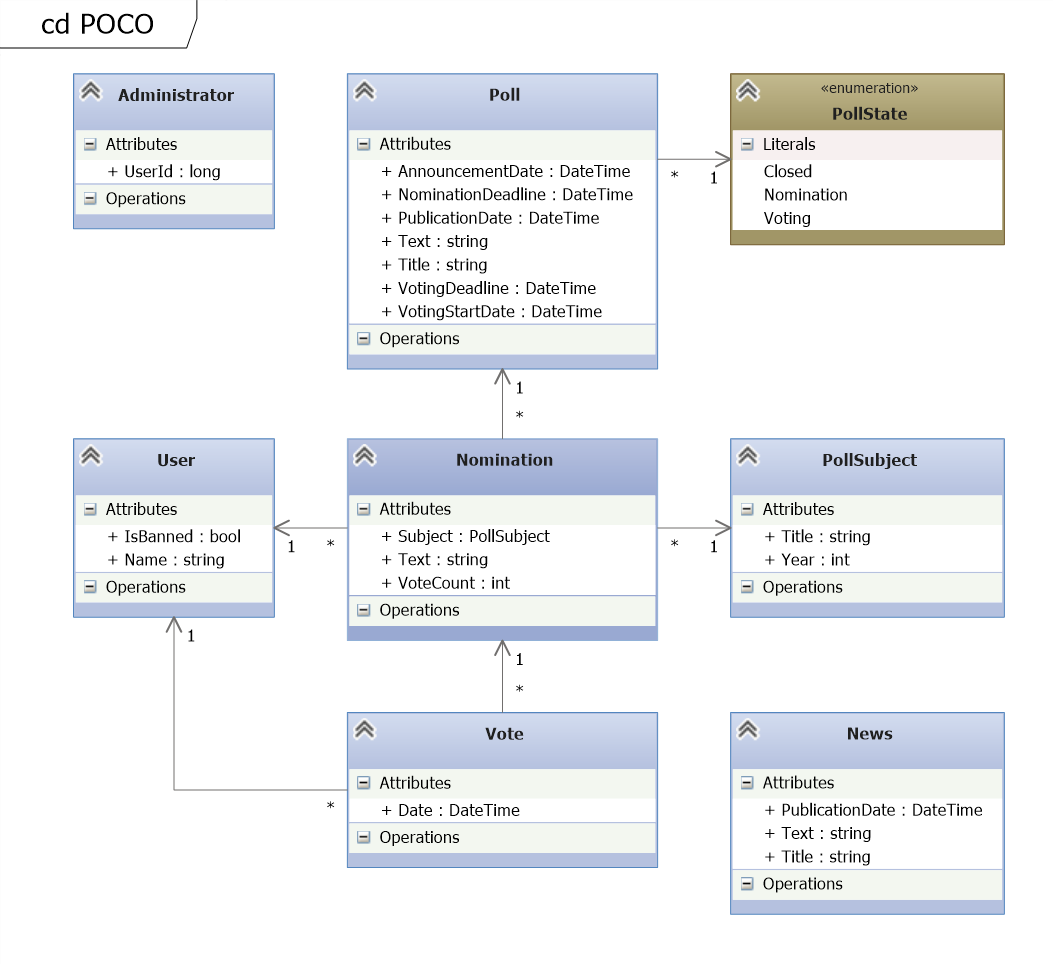 cd POCO
Administrator
Attributes
+ UserId : long
Operations
Poll
Attributes
+ AnnouncementDate : DateTime
+ NominationDeadline : DateTime
+ PublicationDate : DateTime
+ Text : string
+ Title : string
+ VotingDeadline : DateTime
+ VotingStartDate : DateTime
Operations
* 1
«enumeration»
PollState
Literals
Closed
Nomination
Voting
1
*
User
Attributes
+ IsBanned : bool
+ Name : string
Operations
1 *
Nomination
Attributes
+ Subject : PollSubject
+ Text : string
+ VoteCount : int
Operations
* 1
PollSubject
Attributes
+ Title : string
+ Year : int
Operations
1
1
*
*
Vote
Attributes
+ Date : DateTime
Operations
News
Attributes
+ PublicationDate : DateTime
+ Text : string
+ Title : string
Operations